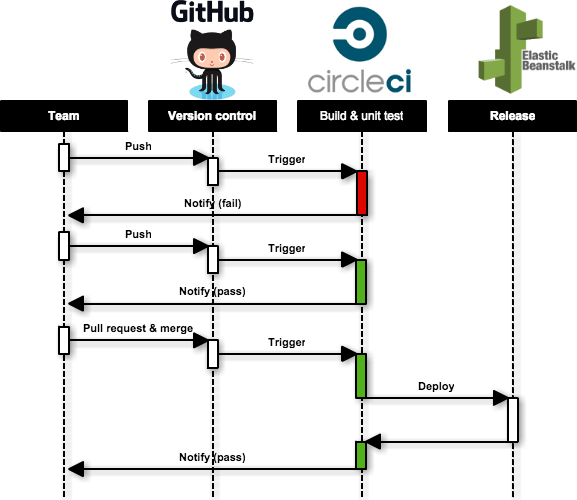 GitHub
circleci
Elastic
Beanstalk
Team
Version control
Build & unit test
Release
Push
Trigger
Notify (fail)
Push
Trigger
Notify (pass)
Pull request & merge
Trigger
Deploy
Notify (pass)